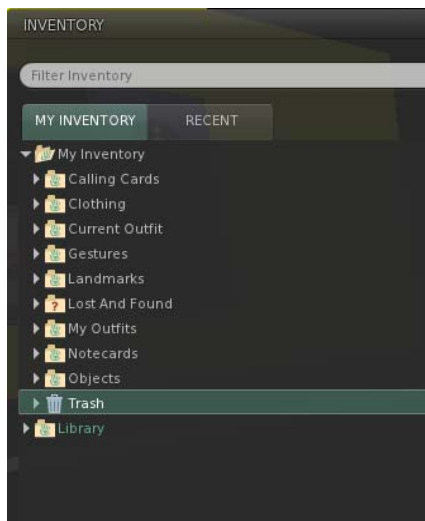 INVENTORY
Filter Inventory
MY INVENTORY RECENT
My Inventory
Calling Cards
Clothing
Current Outfit
Gestures
Landmarks
? Lost And Found
My Outfits
Notecards
Objects
Trash
Library